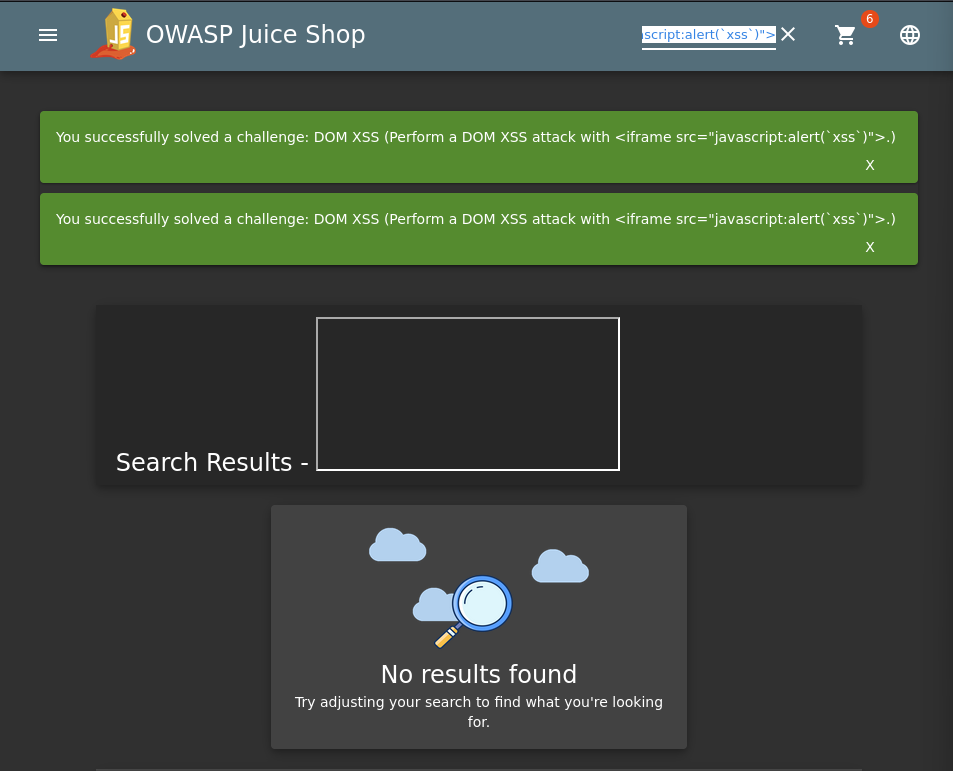 JS
OWASP Juice Shop
script:alert(`xss`)">
6
You successfully solved a challenge: DOM XSS (Perform a DOM XSS attack with <iframe src="javascript:alert(`xss`)">.)
X
You successfully solved a challenge: DOM XSS (Perform a DOM XSS attack with <iframe src="javascript:alert(`xss`)">.)
X
Search Results -
No results found
Try adjusting your search to find what you're looking
for.